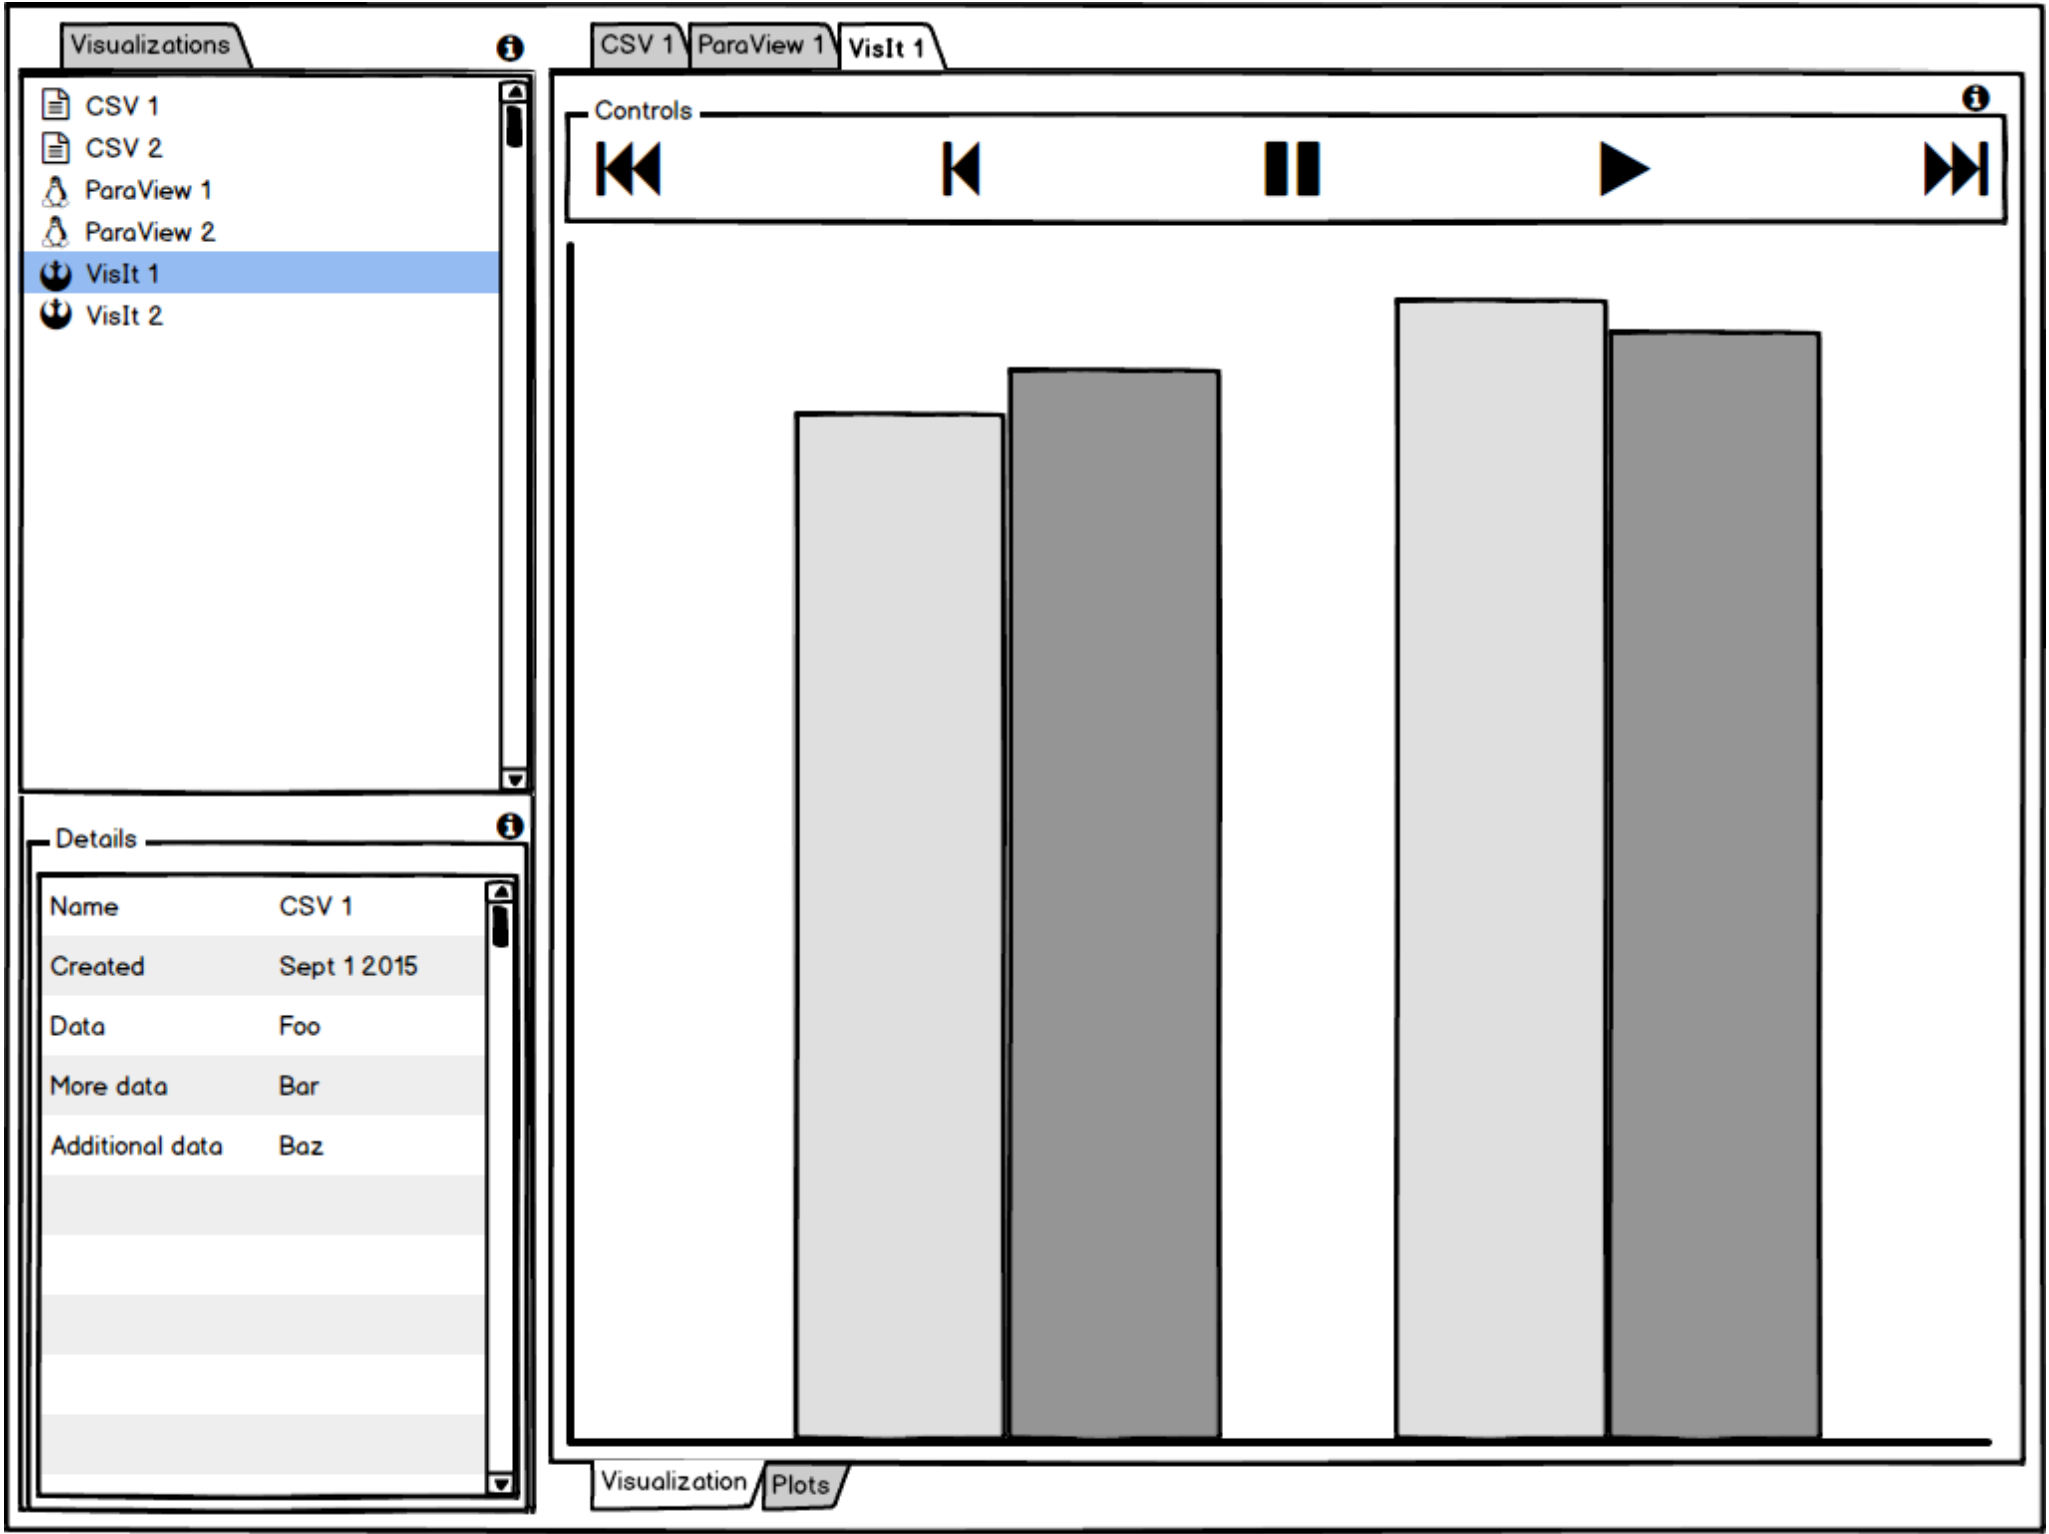 Visualizations
CSV 1
CSV 2
ParaView 1
ParaView 2
VisIt 1
VisIt 2
Details
Name CSV 1
Created Sept 1 2015
Data Foo
More data Bar
Additional data Baz
CSV 1 ParaView 1 VisIt 1
Controls
Visualization Plots